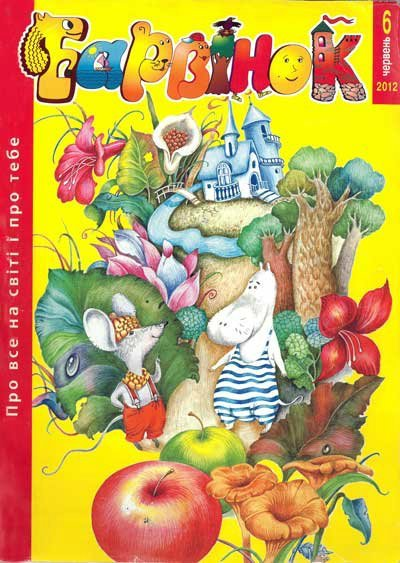 Барвінок
6
червень
2012
Про все на світі і про тебе